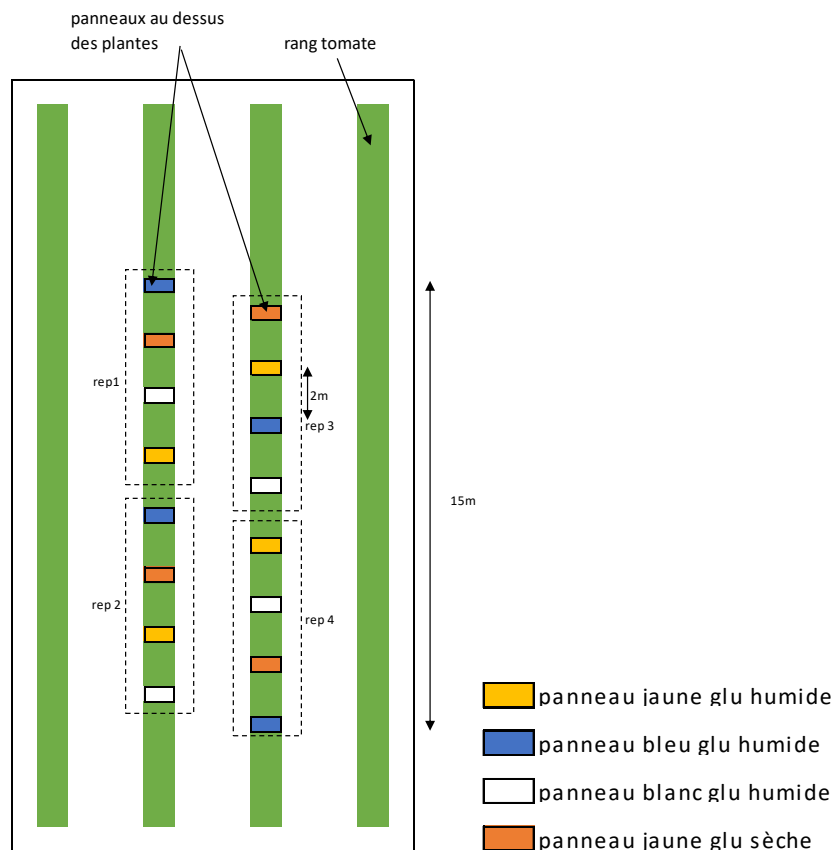 panneaux au dessus
des plantes
rang tomate
rep1
2m
rep 3
15m
rep 2
rep 4
panneau jaune glu humide
panneau bleu glu humide
panneau blanc glu humide
panneau jaune glu sèche